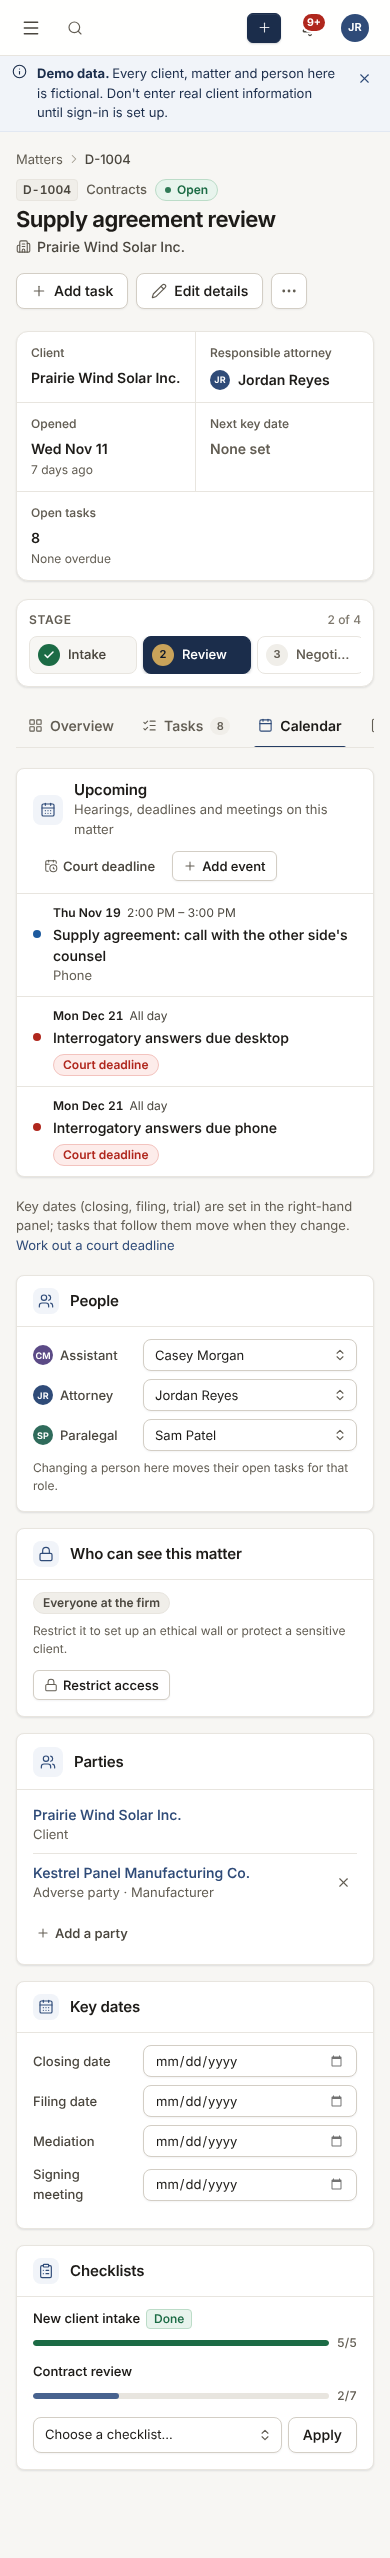 9+
JR
Demo data. Every client, matter and person here
is fictional. Don't enter real client information
until sign-in is set up.
Matters > D-1004
D-1004 Contracts Open
Supply agreement review
Prairie Wind Solar Inc.
+ Add task
Edit details
...
Client
Prairie Wind Solar Inc.
Responsible attorney
JR Jordan Reyes
Opened
Wed Nov 11
7 days ago
Next key date
None set
Open tasks
8
None overdue
STAGE 2 of 4
Intake
2 Review
3 Negoti...
Overview
Tasks 8
Calendar
Upcoming
Hearings, deadlines and meetings on this
matter
Court deadline
+ Add event
Thu Nov 19 2:00 PM – 3:00 PM
Supply agreement: call with the other side's
counsel
Phone
Mon Dec 21 All day
Interrogatory answers due desktop
Court deadline
Mon Dec 21 All day
Interrogatory answers due phone
Court deadline
Key dates (closing, filing, trial) are set in the right-hand
panel; tasks that follow them move when they change.
Work out a court deadline
People
CM Assistant Casey Morgan
JR Attorney Jordan Reyes
SP Paralegal Sam Patel
Changing a person here moves their open tasks for that
role.
Who can see this matter
Everyone at the firm
Restrict it to set up an ethical wall or protect a sensitive
client.
Restrict access
Parties
Prairie Wind Solar Inc.
Client
Kestrel Panel Manufacturing Co.
Adverse party · Manufacturer
+ Add a party
Key dates
Closing date mm/dd/yyyy
Filing date mm/dd/yyyy
Mediation mm/dd/yyyy
Signing
meeting
mm/dd/yyyy
Checklists
New client intake Done
5/5
Contract review
2/7
Choose a checklist...
Apply